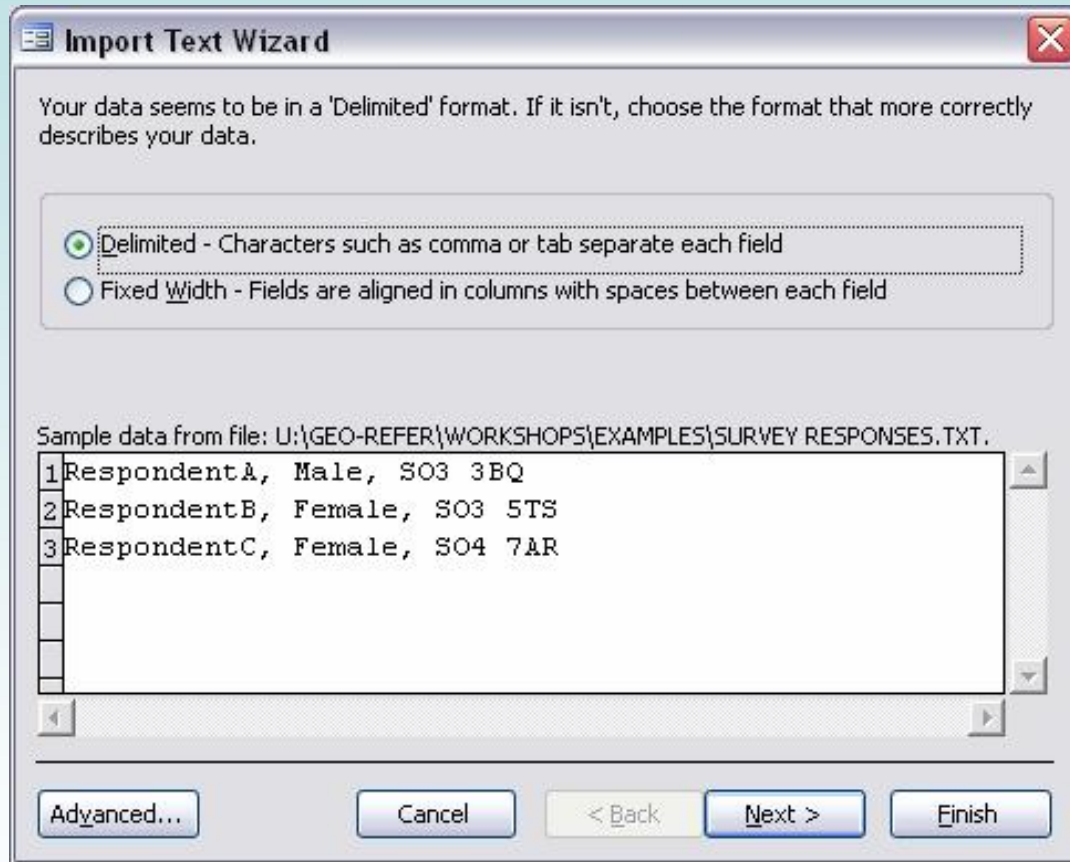 Import Text Wizard
Your data seems to be in a 'Delimited' format. If it isn't, choose the format that more correctly
describes your data.
Delimited - Characters such as comma or tab separate each field
Fixed Width - Fields are aligned in columns with spaces between each field
Sample data from file: U:\GEO-REFER\WORKSHOPS\EXAMPLES\SURVEY RESPONSES.TXT.
1 RespondentA, Male, SO3 3BQ
2 RespondentB, Female, SO3 5TS
3 RespondentC, Female, SO4 7AR
Advanced... Cancel < Back Next > Finish